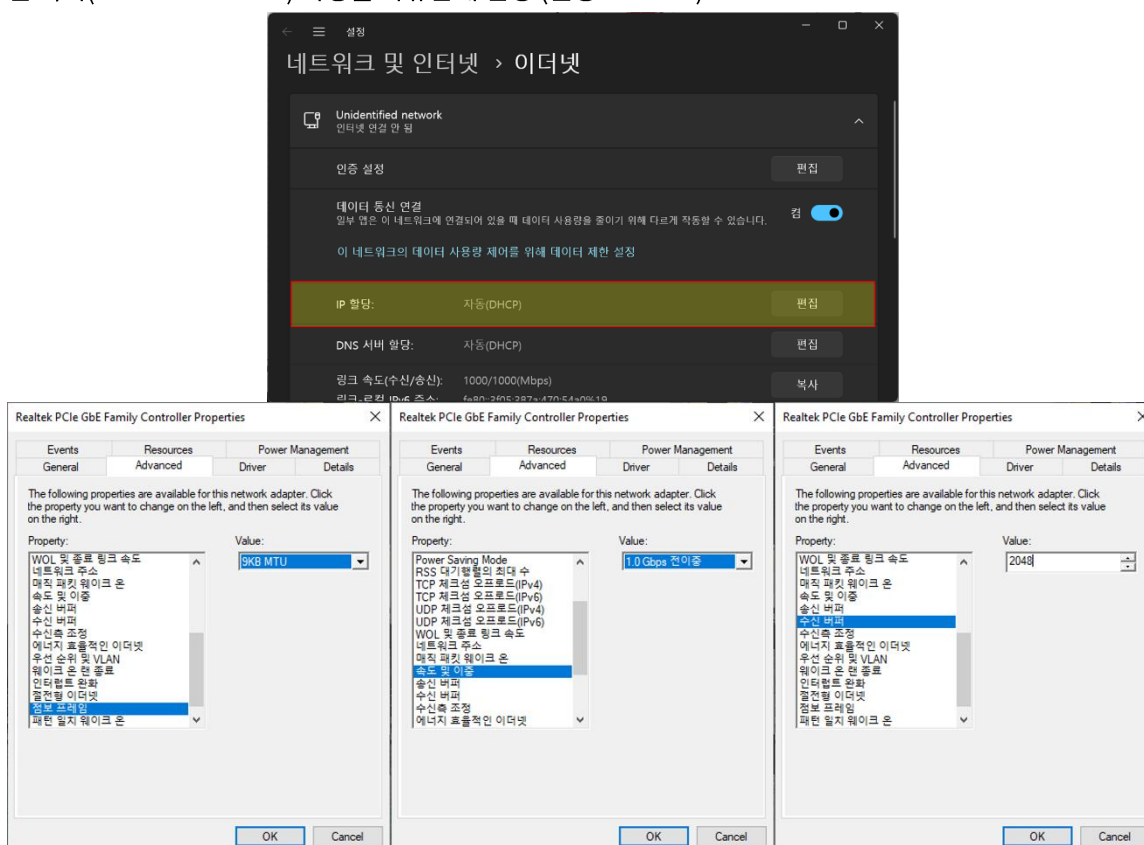 설정
네트워크 및 인터넷 › 이더넷
Unidentified network
인터넷 연결 안 됨
인증 설정
편집
데이터 통신 연결
일부 앱은 이 네트워크에 연결되어 있을 때 데이터 사용량을 줄이기 위해 다르게 작동할 수 있습니다.
켬
이 네트워크의 데이터 사용량 제어를 위해 데이터 제한 설정
IP 할당: 자동(DHCP) 편집
DNS 서버 할당: 자동(DHCP) 편집
링크 속도(수신/송신): 1000/1000(Mbps) 복사
Realtek PCIe GbE Family Controller Properties
Events Resources Power Management
General Advanced Driver Details
The following properties are available for this network adapter. Click
the property you want to change on the left, and then select its value
on the right.
Property: Value:
WOL 및 종료 링크 속도
네트워크 주소
매직 패킷 웨이크 온
속도 및 이중
송신 버퍼
수신 버퍼
수신측 조정
에너지 효율적인 이더넷
우선 순위 및 VLAN
웨이크 온 랜 종료
인터럽트 완화
절전형 이더넷
점보 프레임
패턴 일치 웨이크 온
9KB MTU
OK Cancel
Realtek PCIe GbE Family Controller Properties
Events Resources Power Management
General Advanced Driver Details
The following properties are available for this network adapter. Click
the property you want to change on the left, and then select its value
on the right.
Property: Value:
Power Saving Mode
RSS 대기행렬의 최대 수
TCP 체크섬 오프로드(IPv4)
TCP 체크섬 오프로드(IPv6)
UDP 체크섬 오프로드(IPv4)
UDP 체크섬 오프로드(IPv6)
WOL 및 종료 링크 속도
네트워크 주소
매직 패킷 웨이크 온
속도 및 이중
송신 버퍼
수신 버퍼
수신측 조정
에너지 효율적인 이더넷
1.0 Gbps 전이중
OK Cancel
Realtek PCIe GbE Family Controller Properties
Events Resources Power Management
General Advanced Driver Details
The following properties are available for this network adapter. Click
the property you want to change on the left, and then select its value
on the right.
Property: Value:
WOL 및 종료 링크 속도
네트워크 주소
매직 패킷 웨이크 온
속도 및 이중
송신 버퍼
수신 버퍼
수신측 조정
에너지 효율적인 이더넷
우선 순위 및 VLAN
웨이크 온 랜 종료
인터럽트 완화
절전형 이더넷
점보 프레임
패턴 일치 웨이크 온
2048
OK Cancel